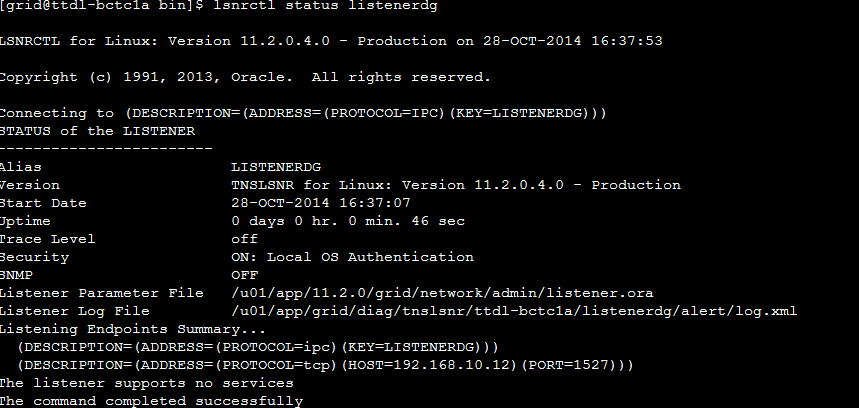 [grid@ttdl-bctc1a bin]$ lsnrctl status listenerdg
LSNRCTL for Linux: Version 11.2.0.4.0 - Production on 28-OCT-2014 16:37:53
Copyright (c) 1991, 2013, Oracle.  All rights reserved.
Connecting to (DESCRIPTION=(ADDRESS=(PROTOCOL=IPC)(KEY=LISTENERDG)))
STATUS of the LISTENER
------------------------
Alias                     LISTENERDG
Version                   TNSLSNR for Linux: Version 11.2.0.4.0 - Production
Start Date                28-OCT-2014 16:37:07
Uptime                    0 days 0 hr. 0 min. 46 sec
Trace Level               off
Security                  ON: Local OS Authentication
SNMP                      OFF
Listener Parameter File   /u01/app/11.2.0/grid/network/admin/listener.ora
Listener Log File         /u01/app/grid/diag/tnslsnr/ttdl-bctc1a/listenerdg/alert/log.xml
Listening Endpoints Summary...
  (DESCRIPTION=(ADDRESS=(PROTOCOL=ipc)(KEY=LISTENERDG)))
  (DESCRIPTION=(ADDRESS=(PROTOCOL=tcp)(HOST=192.168.10.12)(PORT=1527)))
The listener supports no services
The command completed successfully